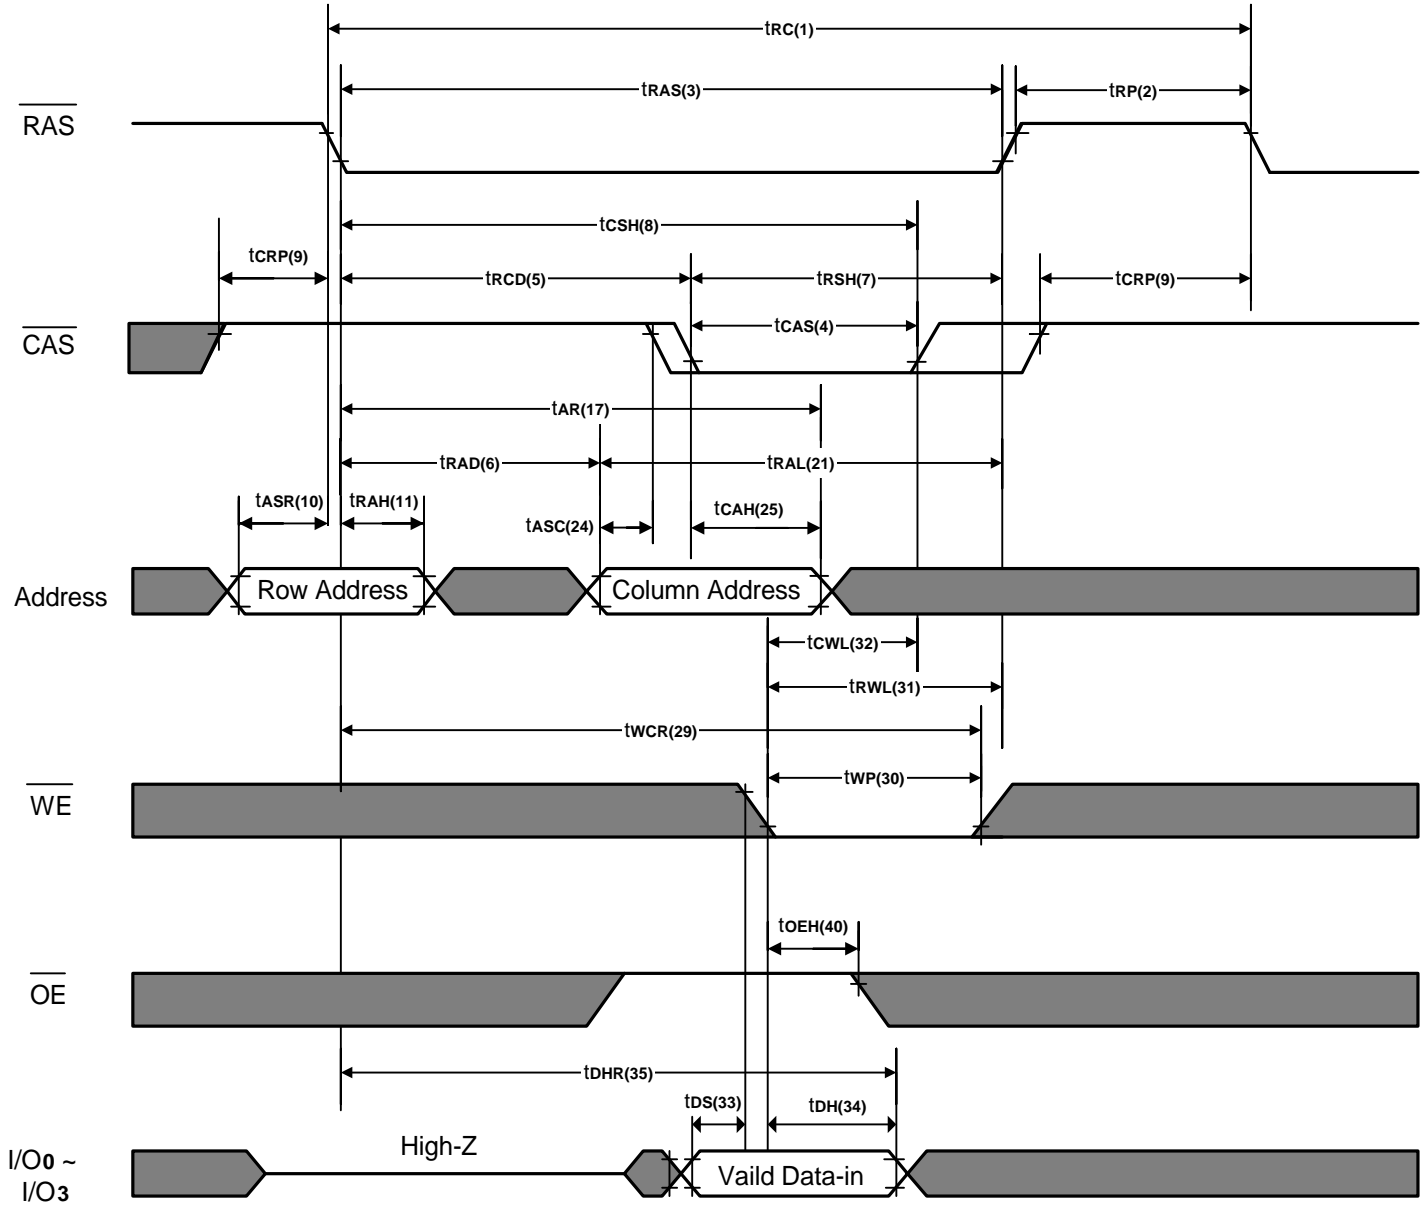 tRC(1)
tRAS(3)
tRP(2)
RAS
tCSH(8)
tCRP(9)
tRCD(5)
tRSH(7)
tCRP(9)
tCAS(4)
CAS
tAR(17)
tRAD(6)
tRAL(21)
tASR(10)
tRAH(11)
tASC(24)
tCAH(25)
Address
Row Address
Column Address
tCWL(32)
tRWL(31)
tWCR(29)
tWP(30)
WE
tOEH(40)
OE
tDHR(35)
tDS(33)
tDH(34)
I/O0 ~
I/O3
High-Z
Vaild Data-in